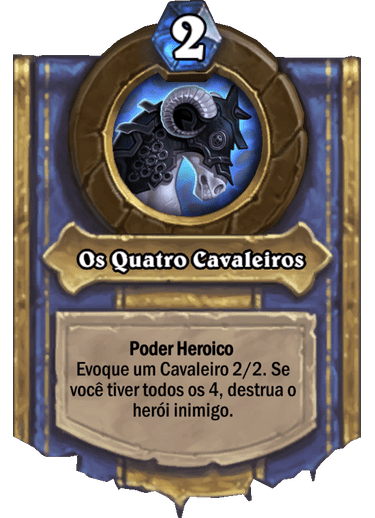 2
Os Quatro Cavaleiros
Poder Heroico
Evoque um Cavaleiro 2/2. Se
você tiver todos os 4, destrua o
herói inimigo.